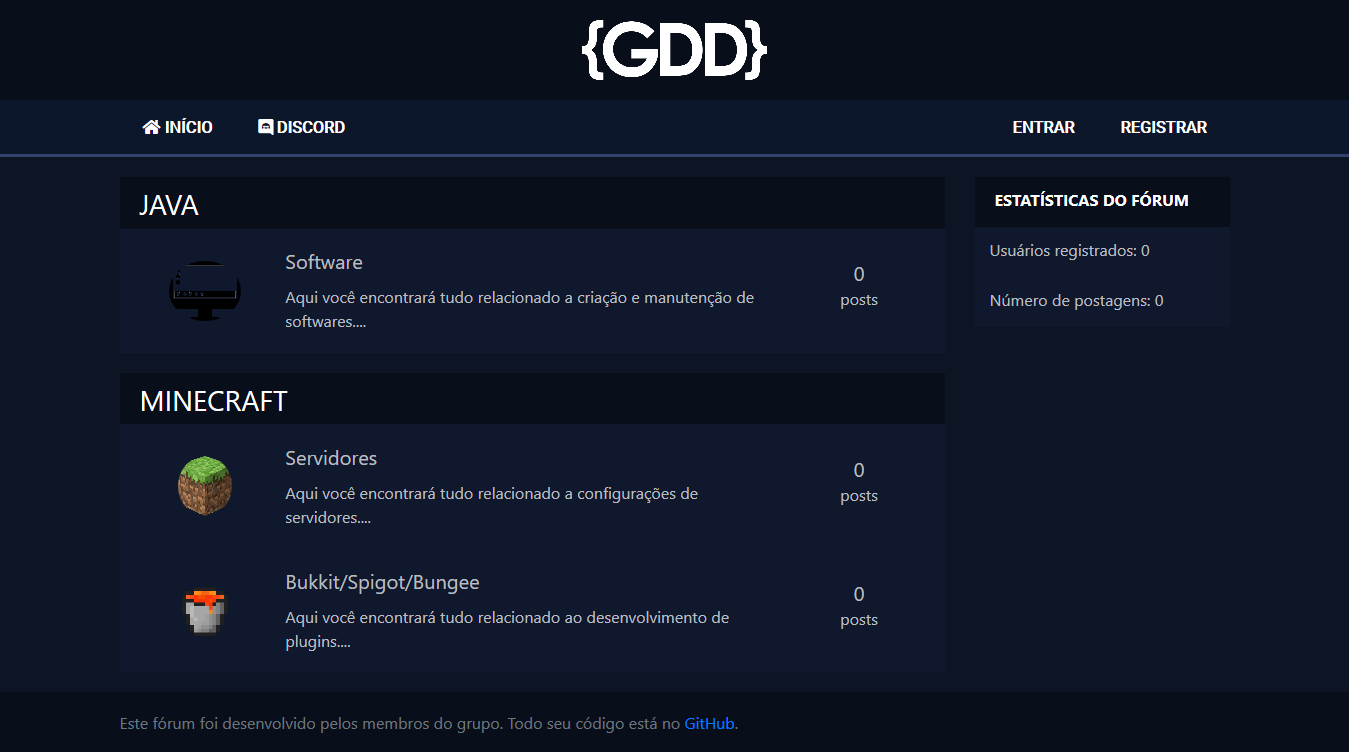 {GDD}
INÍCIO
DISCORD
ENTRAR
REGISTRAR
JAVA
Software
Aqui você encontrará tudo relacionado a criação e manutenção de
softwares....
0
posts
MINECRAFT
Servidores
Aqui você encontrará tudo relacionado a configurações de
servidores....
0
posts
Bukkit/Spigot/Bungee
Aqui você encontrará tudo relacionado ao desenvolvimento de
plugins....
0
posts
ESTATÍSTICAS DO FÓRUM
Usuários registrados: 0
Número de postagens: 0
Este fórum foi desenvolvido pelos membros do grupo. Todo seu código está no GitHub.